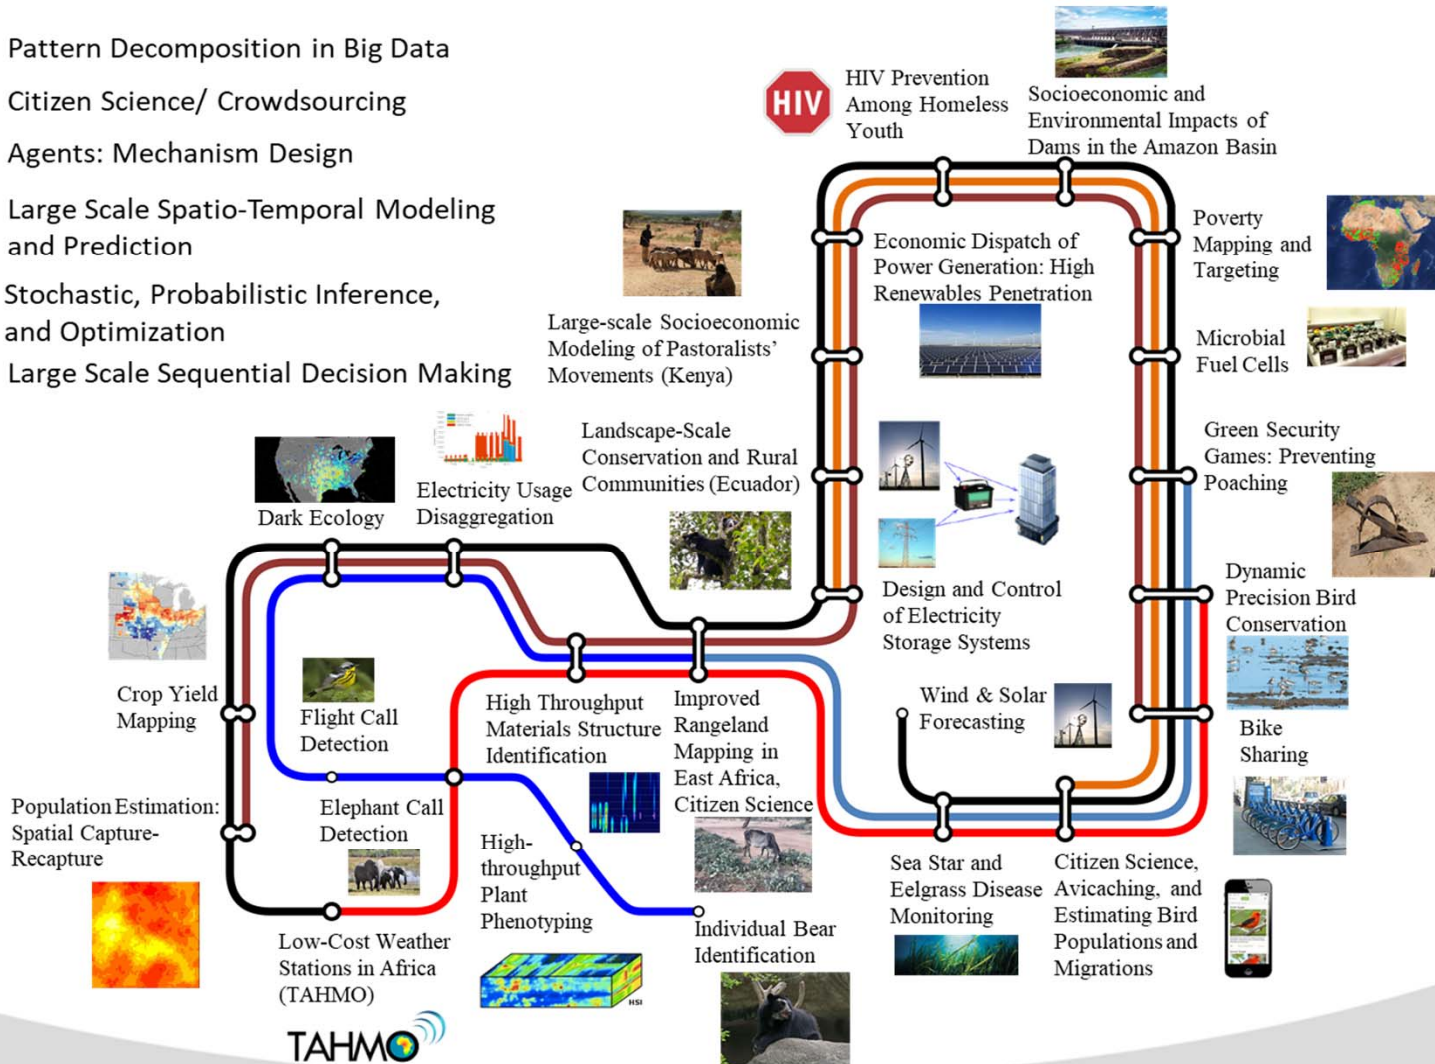 Pattern Decomposition in Big Data
Citizen Science/ Crowdsourcing
Agents: Mechanism Design
Large Scale Spatio-Temporal Modeling
and Prediction
Stochastic, Probabilistic Inference,
and Optimization
Large Scale Sequential Decision Making
HIV
HIV Prevention
Among Homeless
Youth
Socioeconomic and
Environmental Impacts of
Dams in the Amazon Basin
Large-scale Socioeconomic
Modeling of Pastoralists’
Movements (Kenya)
Economic Dispatch of
Power Generation: High
Renewables Penetration
Poverty
Mapping and
Targeting
Microbial
Fuel Cells
Landscape-Scale
Conservation and Rural
Communities (Ecuador)
Green Security
Games: Preventing
Poaching
Dark Ecology
Electricity Usage
Disaggregation
Design and Control
of Electricity
Storage Systems
Dynamic
Precision Bird
Conservation
Crop Yield
Mapping
Flight Call
Detection
High Throughput
Materials Structure
Identification
Improved
Rangeland
Mapping in
East Africa,
Citizen Science
Wind & Solar
Forecasting
Bike
Sharing
Population Estimation:
Spatial Capture-
Recapture
Elephant Call
Detection
High-
throughput
Plant
Phenotyping
Sea Star and
Eelgrass Disease
Monitoring
Citizen Science,
Avicaching, and
Estimating Bird
Populations and
Migrations
Low-Cost Weather
Stations in Africa
(TAHMO)
Individual Bear
Identification
HSI
TAHMO